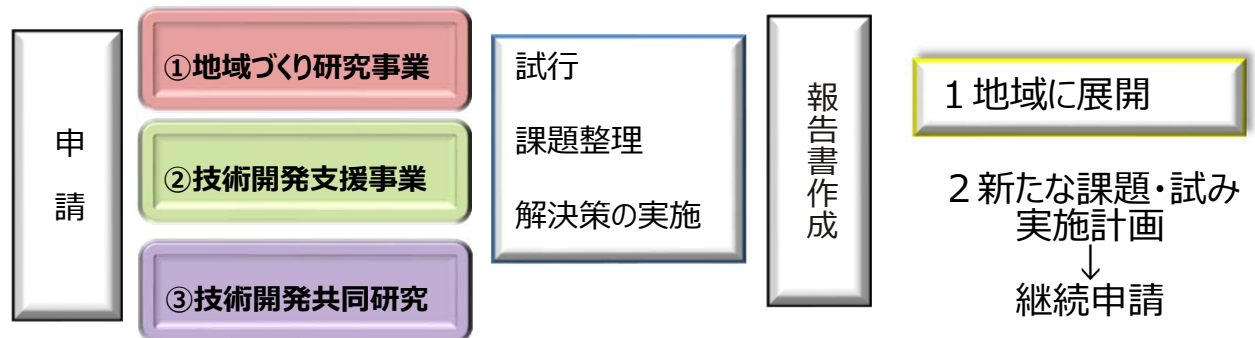 申請
①地域づくり研究事業
②技術開発支援事業
③技術開発共同研究
試行
課題整理
解決策の実施
報告書作成
1地域に展開
2新たな課題・試み
実施計画
↓
継続申請